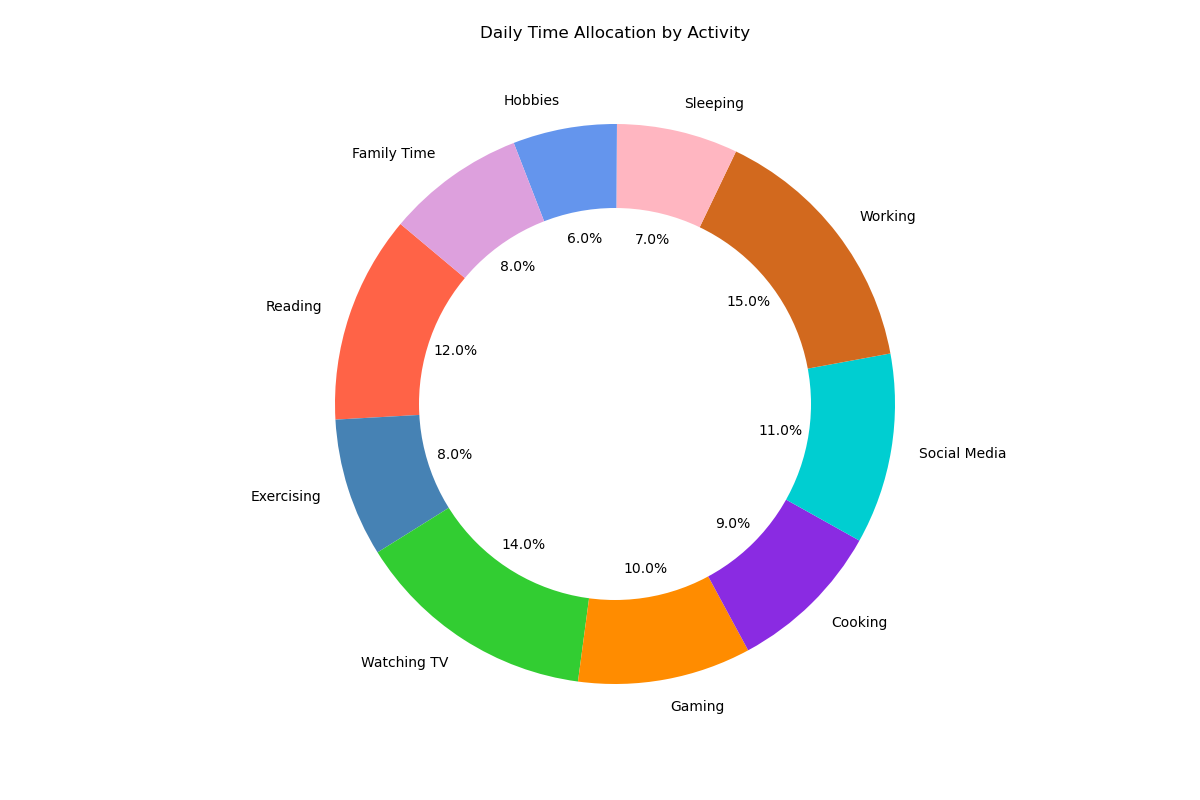 Daily Time Allocation by Activity
Hobbies
6.0%
Family Time
8.0%
Reading
12.0%
Exercising
8.0%
Watching TV
14.0%
Gaming
10.0%
Cooking
9.0%
Social Media
11.0%
Working
15.0%
Sleeping
7.0%